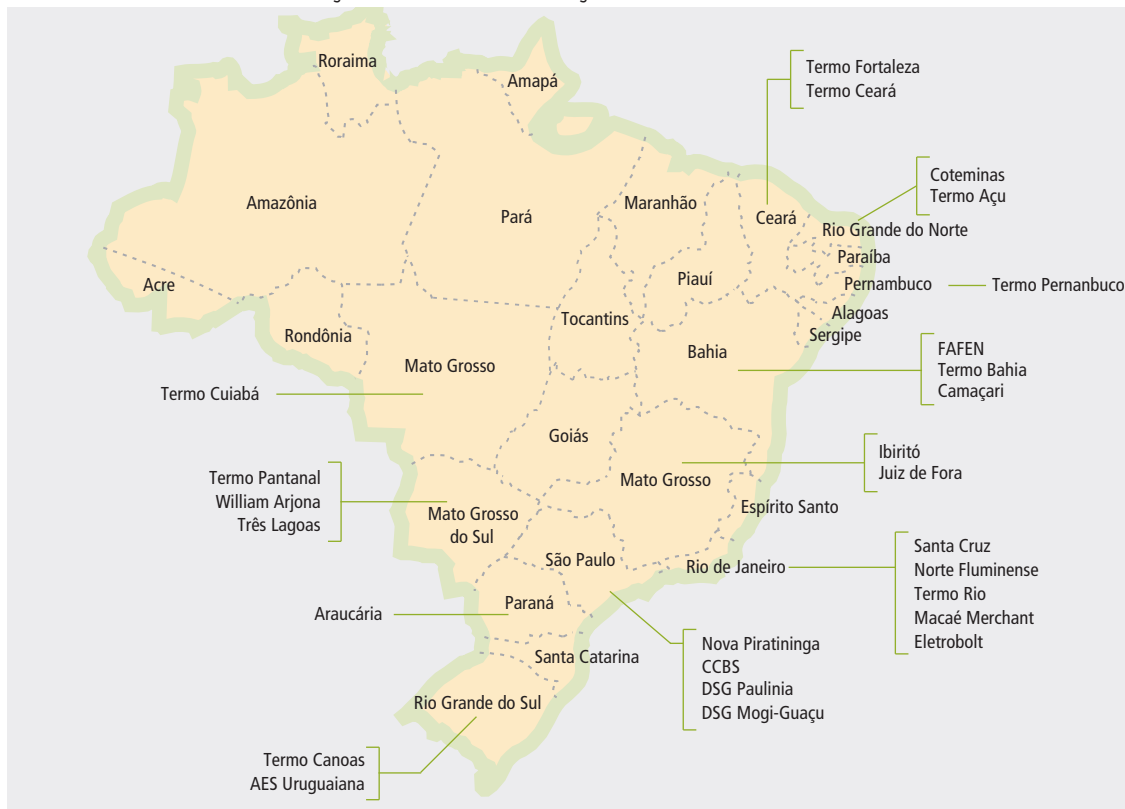 Roraima
Amapá
Termo Fortaleza
Termo Ceará
Amazônia
Pará
Maranhão
Ceará
Coteminas
Termo Açu
Rio Grande do Norte
Paraíba
Piauí
Pernambuco
Termo Pernanbuco
Acre
Rondônia
Tocantins
Alagoas
Sergipe
Bahia
FAFEN
Termo Bahia
Camaçari
Mato Grosso
Termo Cuiabá
Goiás
Mato Grosso
Ibiritó
Juiz de Fora
Termo Pantanal
William Arjona
Três Lagoas
Mato Grosso
do Sul
Espírito Santo
São Paulo
Rio de Janeiro
Santa Cruz
Norte Fluminense
Termo Rio
Macaé Merchant
Eletrobolt
Araucária
Paraná
Nova Piratininga
CCBS
DSG Paulinia
DSG Mogi-Guaçu
Santa Catarina
Rio Grande do Sul
Termo Canoas
AES Uruguaiana